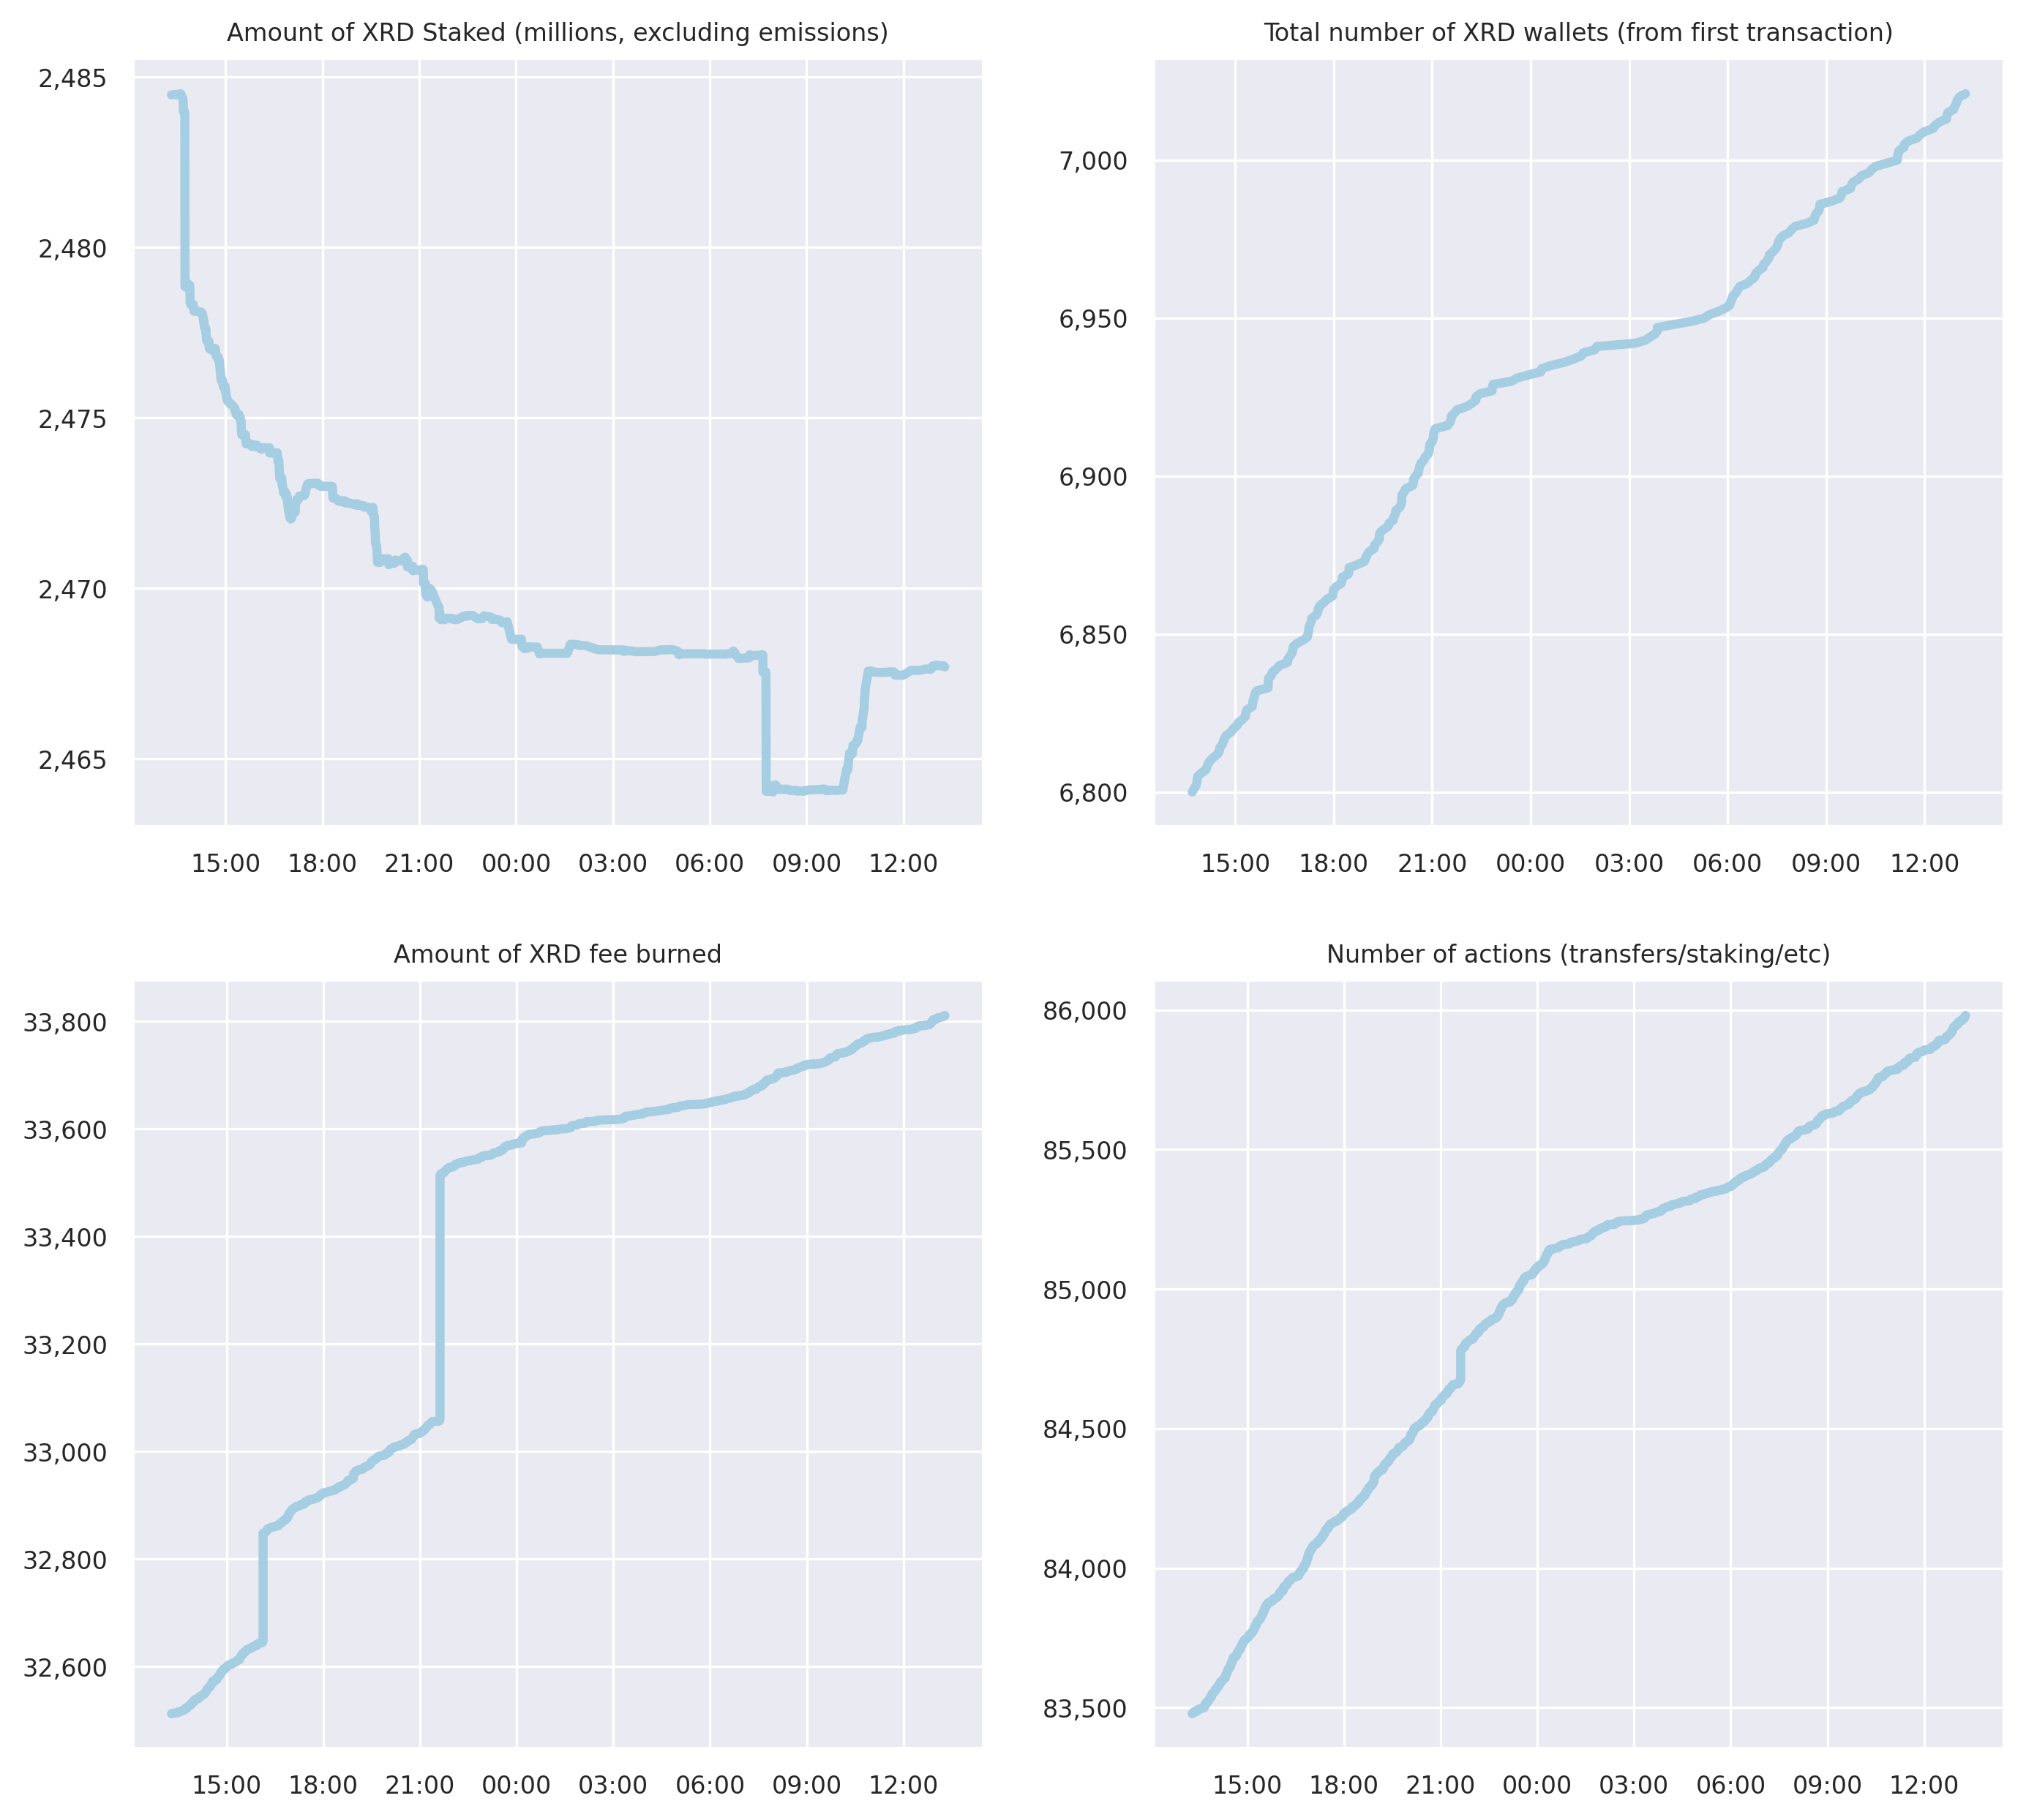 Amount of XRD Staked (millions, excluding emissions)
2,485
2,480
2,475
2,470
2,465
15:00 18:00 21:00 00:00 03:00 06:00 09:00 12:00
Total number of XRD wallets (from first transaction)
7,000
6,950
6,900
6,850
6,800
15:00 18:00 21:00 00:00 03:00 06:00 09:00 12:00
Amount of XRD fee burned
33,800
33,600
33,400
33,200
33,000
32,800
32,600
15:00 18:00 21:00 00:00 03:00 06:00 09:00 12:00
Number of actions (transfers/staking/etc)
86,000
85,500
85,000
84,500
84,000
83,500
15:00 18:00 21:00 00:00 03:00 06:00 09:00 12:00